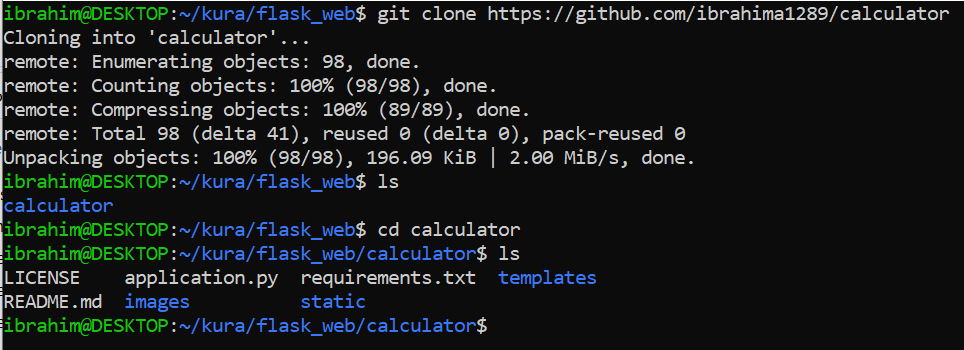 ibrahim@DESKTOP:~/kura/flask_web$ git clone https://github.com/ibrahima1289/calculator
Cloning into 'calculator'...
remote: Enumerating objects: 98, done.
remote: Counting objects: 100% (98/98), done.
remote: Compressing objects: 100% (89/89), done.
remote: Total 98 (delta 41), reused 0 (delta 0), pack-reused 0
Unpacking objects: 100% (98/98), 196.09 KiB | 2.00 MiB/s, done.
ibrahim@DESKTOP:~/kura/flask_web$ ls
calculator
ibrahim@DESKTOP:~/kura/flask_web$ cd calculator
ibrahim@DESKTOP:~/kura/flask_web/calculator$ ls
LICENSE    application.py  requirements.txt  templates
README.md  images          static
ibrahim@DESKTOP:~/kura/flask_web/calculator$